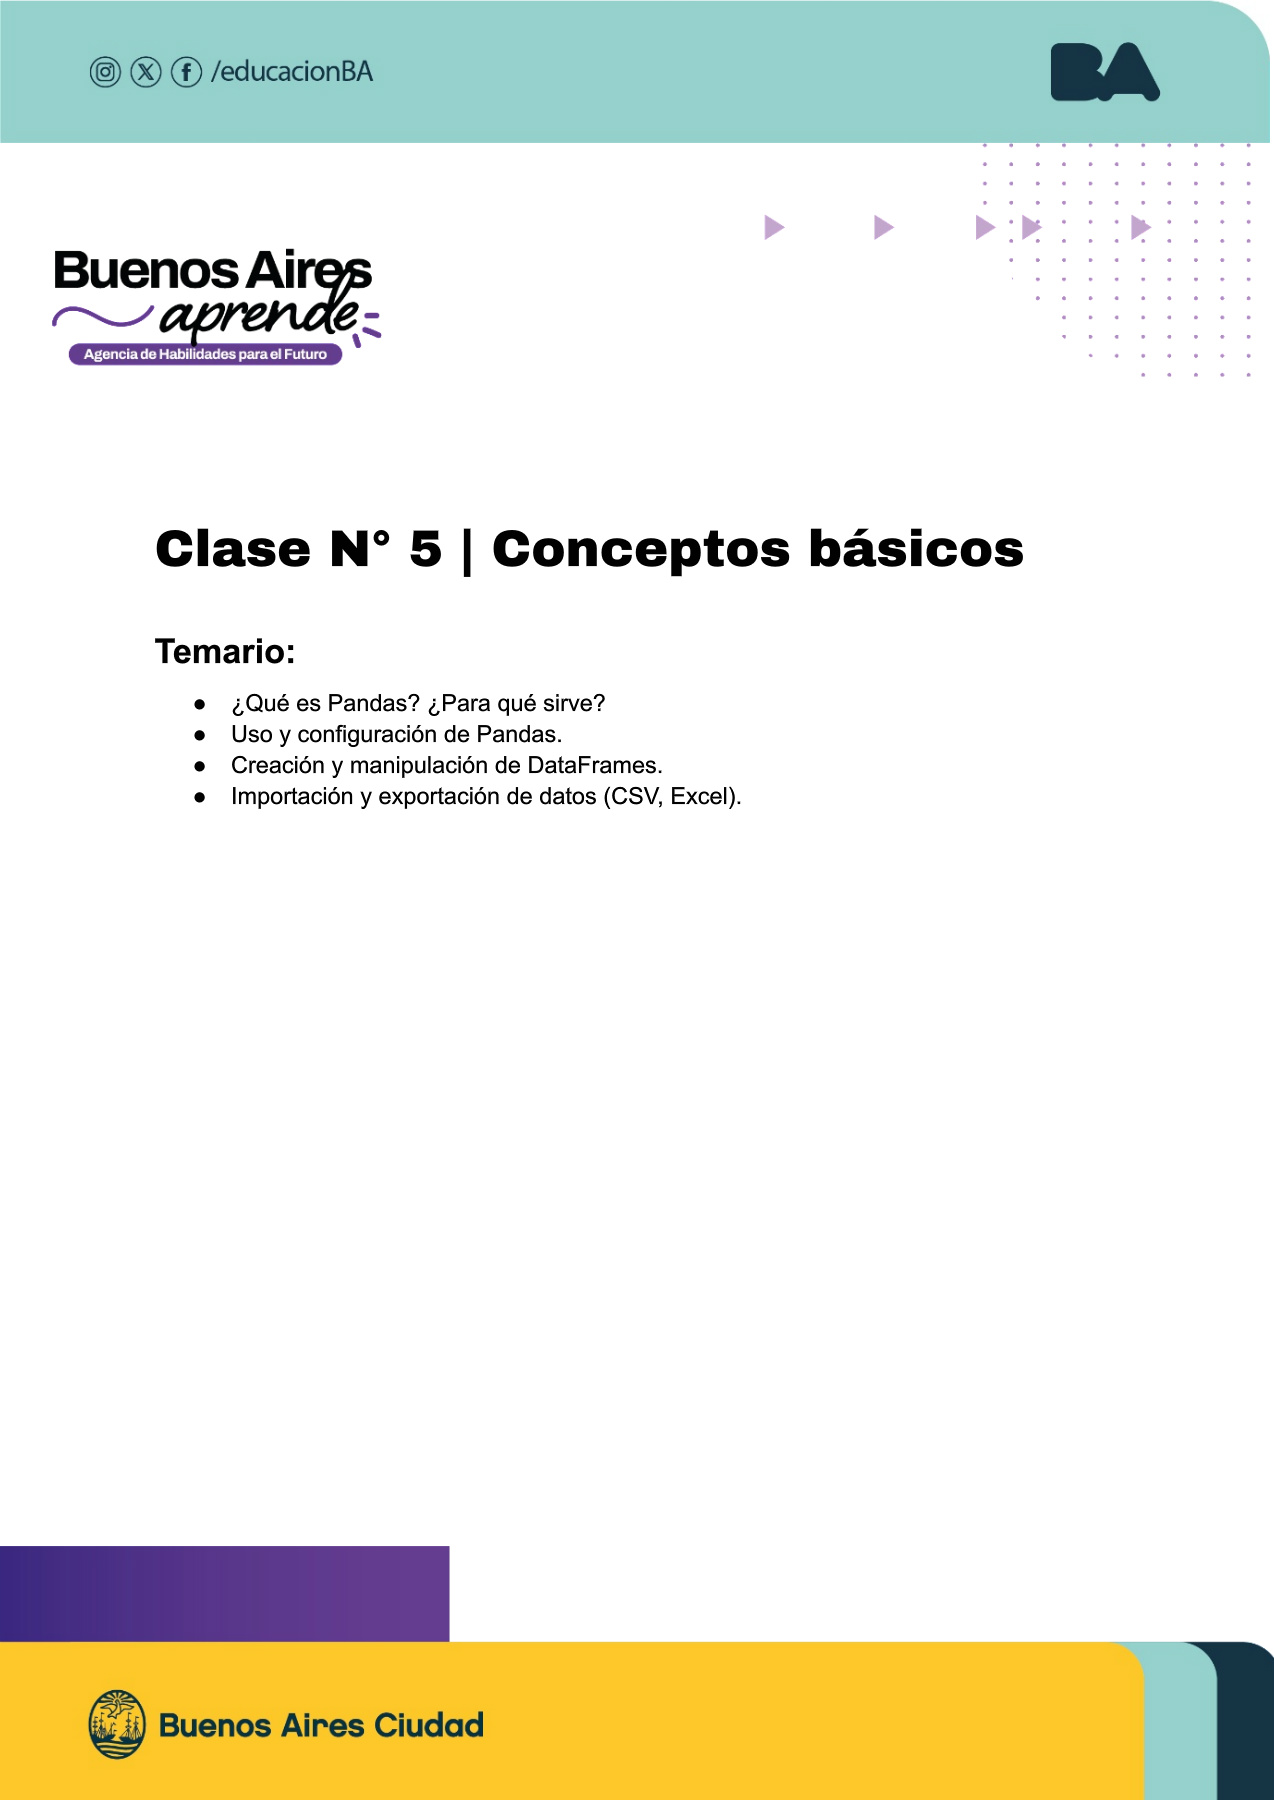 /educacionBA
BA
Buenos Aires
aprende
Agencia de Habilidades para el Futuro
Clase N° 5 | Conceptos básicos
Temario:
● ¿Qué es Pandas? ¿Para qué sirve?
● Uso y configuración de Pandas.
● Creación y manipulación de DataFrames.
● Importación y exportación de datos (CSV, Excel).
Buenos Aires Ciudad